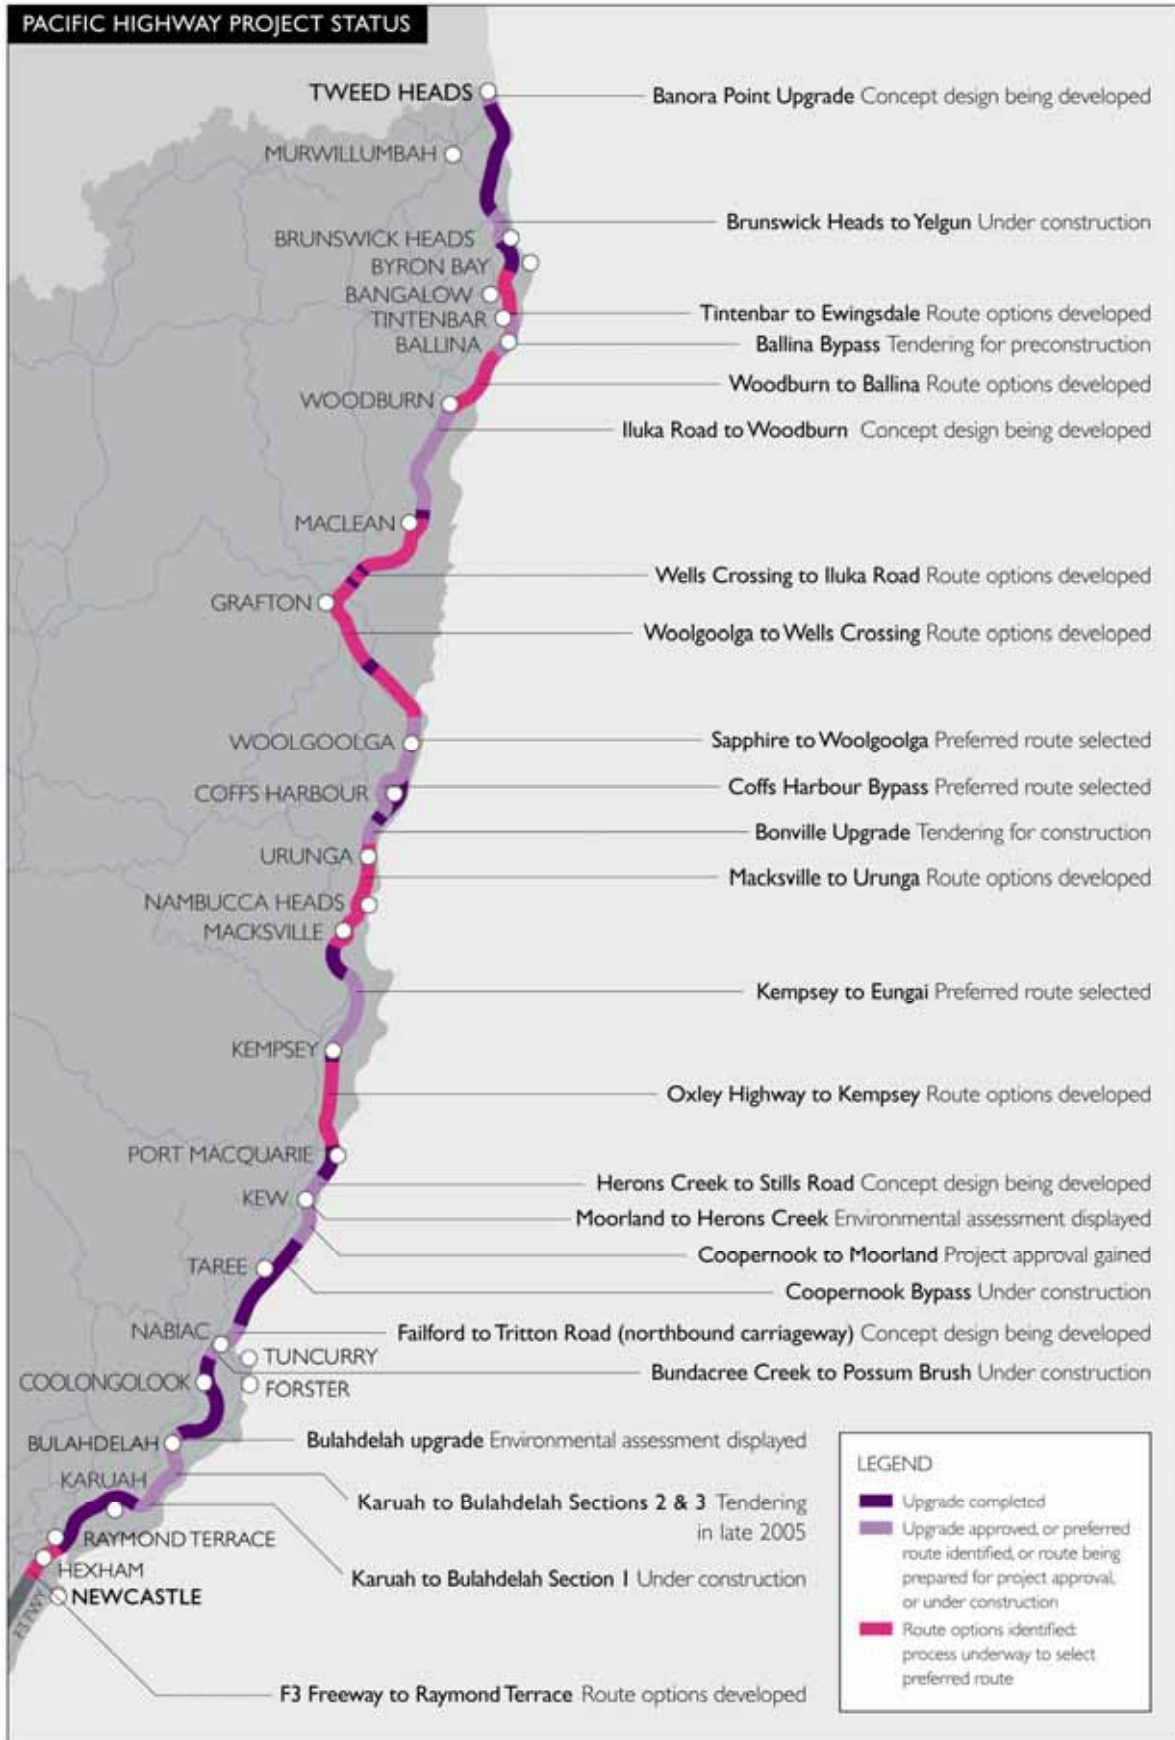 PACIFIC HIGHWAY PROJECT STATUS
TWEED HEADS
Banora Point Upgrade Concept design being developed
MURWILLUMBAH
Brunswick Heads to Yelgun Under construction
BRUNSWICK HEADS
BYRON BAY
BANGALOW
Tintenbar to Ewingsdale Route options developed
TINTENBAR
BALLINA
Ballina Bypass Tendering for preconstruction
Woodburn to Ballina Route options developed
WOODBURN
Iluka Road to Woodburn Concept design being developed
MACLEAN
Wells Crossing to Iluka Road Route options developed
GRAFTON
Woolgoolga to Wells Crossing Route options developed
WOOLGOOLGA
Sapphire to Woolgoolga Preferred route selected
COFFS HARBOUR
Coffs Harbour Bypass Preferred route selected
Bonville Upgrade Tendering for construction
URUNGA
Macksville to Urunga Route options developed
NAMBUCCA HEADS
MACKSVILLE
Kempsey to Eungai Preferred route selected
KEMPSEY
Oxley Highway to Kempsey Route options developed
PORT MACQUARIE
Herons Creek to Stills Road Concept design being developed
KEW
Moorland to Herons Creek Environmental assessment displayed
Coopernook to Moorland Project approval gained
TAREE
Coopernook Bypass Under construction
NABIAC
Failford to Tritton Road (northbound carriageway) Concept design being developed
TUNCURRY
Bundacree Creek to Possum Brush Under construction
COOLONGOLOOK
FORSTER
BULAHDELAH
Bulahdelah upgrade Environmental assessment displayed
KARUAH
Karuah to Bulahdelah Sections 2 & 3 Tendering
in late 2005
RAYMOND TERRACE
HEXHAM
Karuah to Bulahdelah Section 1 Under construction
NEWCASTLE
F3 FWY
F3 Freeway to Raymond Terrace Route options developed
LEGEND
Upgrade completed
Upgrade approved, or preferred
route identified, or route being
prepared for project approval,
or under construction
Route options identified:
process underway to select
preferred route